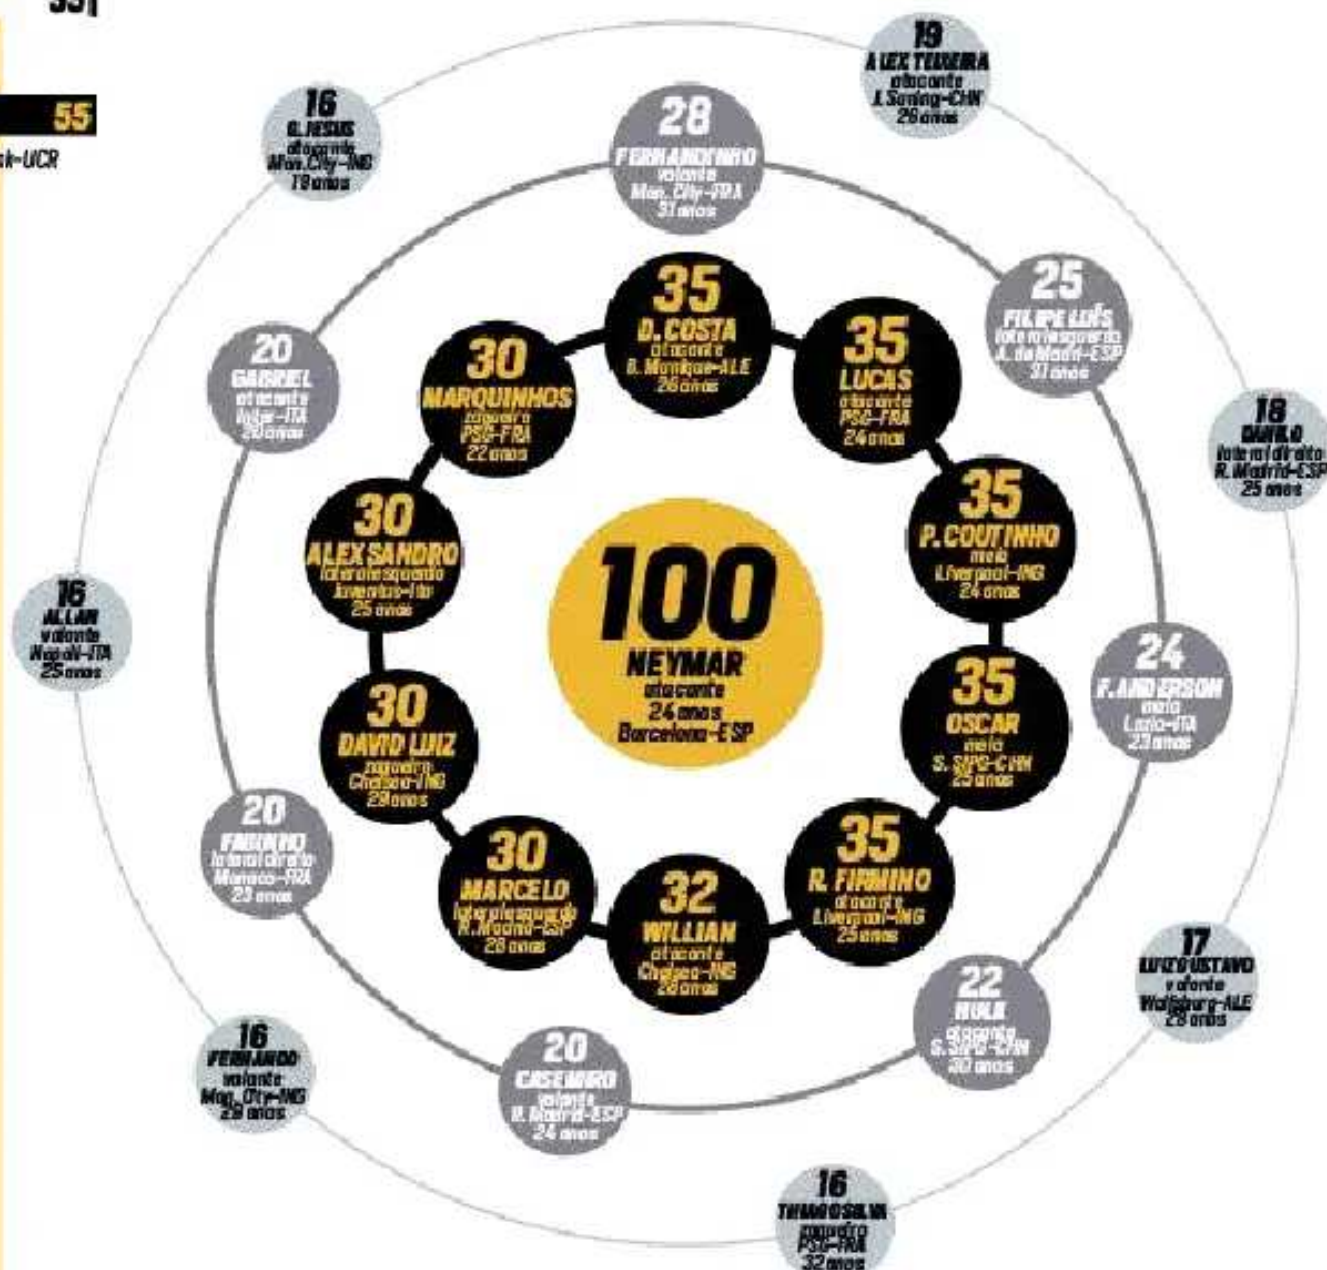 55
sk-UCR
19
ALEX TEIXEIRA
atacante
J. Suning-CHN
26 anos
16
G. JESUS
atacante
Man. City-ING
19 anos
28
FERNANDINHO
volante
Man. City-FRA
31 anos
25
FILIPE LUÍS
lateral esquerdo
A. de Madri-ESP
31 anos
35
D. COSTA
atacante
B. Munique-ALE
26 anos
35
LUCAS
atacante
PSG-FRA
24 anos
20
GABRIEL
atacante
Inter-ITA
20 anos
30
MARQUINHOS
zagueiro
PSG-FRA
22 anos
18
DANILO
lateral direito
R. Madrid-ESP
25 anos
30
ALEX SANDRO
lateral esquerdo
Juventus-Ita
25 anos
35
P. COUTINHO
meia
Liverpool-ING
24 anos
100
NEYMAR
atacante
24 anos
Barcelona-ESP
16
ALLAN
volante
Napoli-ITA
25 anos
24
F. ANDERSON
meia
Lazio-ITA
23 anos
35
OSCAR
meia
S. SIPG-CHN
25 anos
30
DAVID LUIZ
zagueiro
Chelsea-ING
29 anos
20
FABINHO
lateral direito
Monaco-FRA
23 anos
30
MARCELO
lateral esquerdo
R. Madrid-ESP
28 anos
32
WILLIAN
atacante
Chelsea-ING
28 anos
35
R. FIRMINO
atacante
Liverpool-ING
25 anos
17
LUIZ GUSTAVO
volante
Wolfsburg-ALE
29 anos
22
HULK
atacante
S. SIPG-CHN
30 anos
16
FERNANDO
volante
Man. City-ING
29 anos
20
CASEMIRO
volante
R. Madrid-ESP
24 anos
16
THIAGO SILVA
zagueiro
PSG-FRA
32 anos